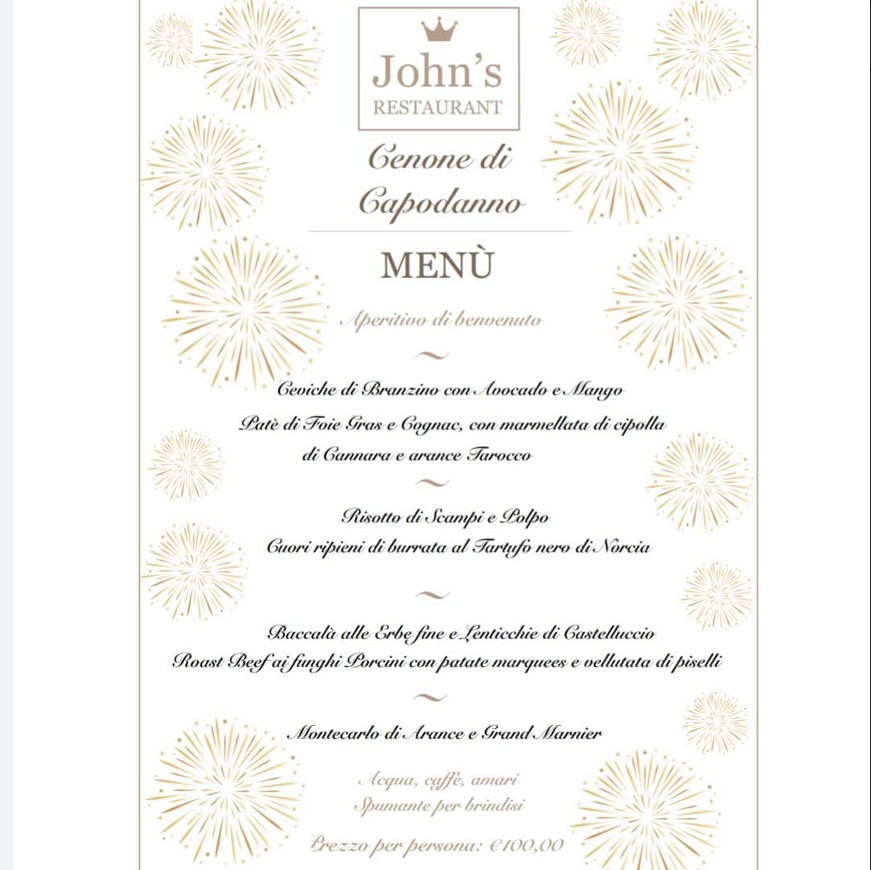 John's
RESTAURANT
Cenone di
Capodanno
MENÙ
Aperitivo di benvenuto
~
Ceviche di Branzino con Avocado e Mango
Patè di Foie Gras e Cognac, con marmellata di cipolla
di Cannara e arance Tarocco
~
Risotto di Scampi e Polpo
Cuori ripieni di burrata al Tartufo nero di Norcia
~
Baccalà alle Erbe fine e Lenticchie di Castelluccio
Roast Beef ai funghi Porcini con patate marquees e vellutata di piselli
~
Montecarlo di Arance e Grand Marnier
Acqua, caffè, amari
Spumante per brindisi
Prezzo per persona: €100,00